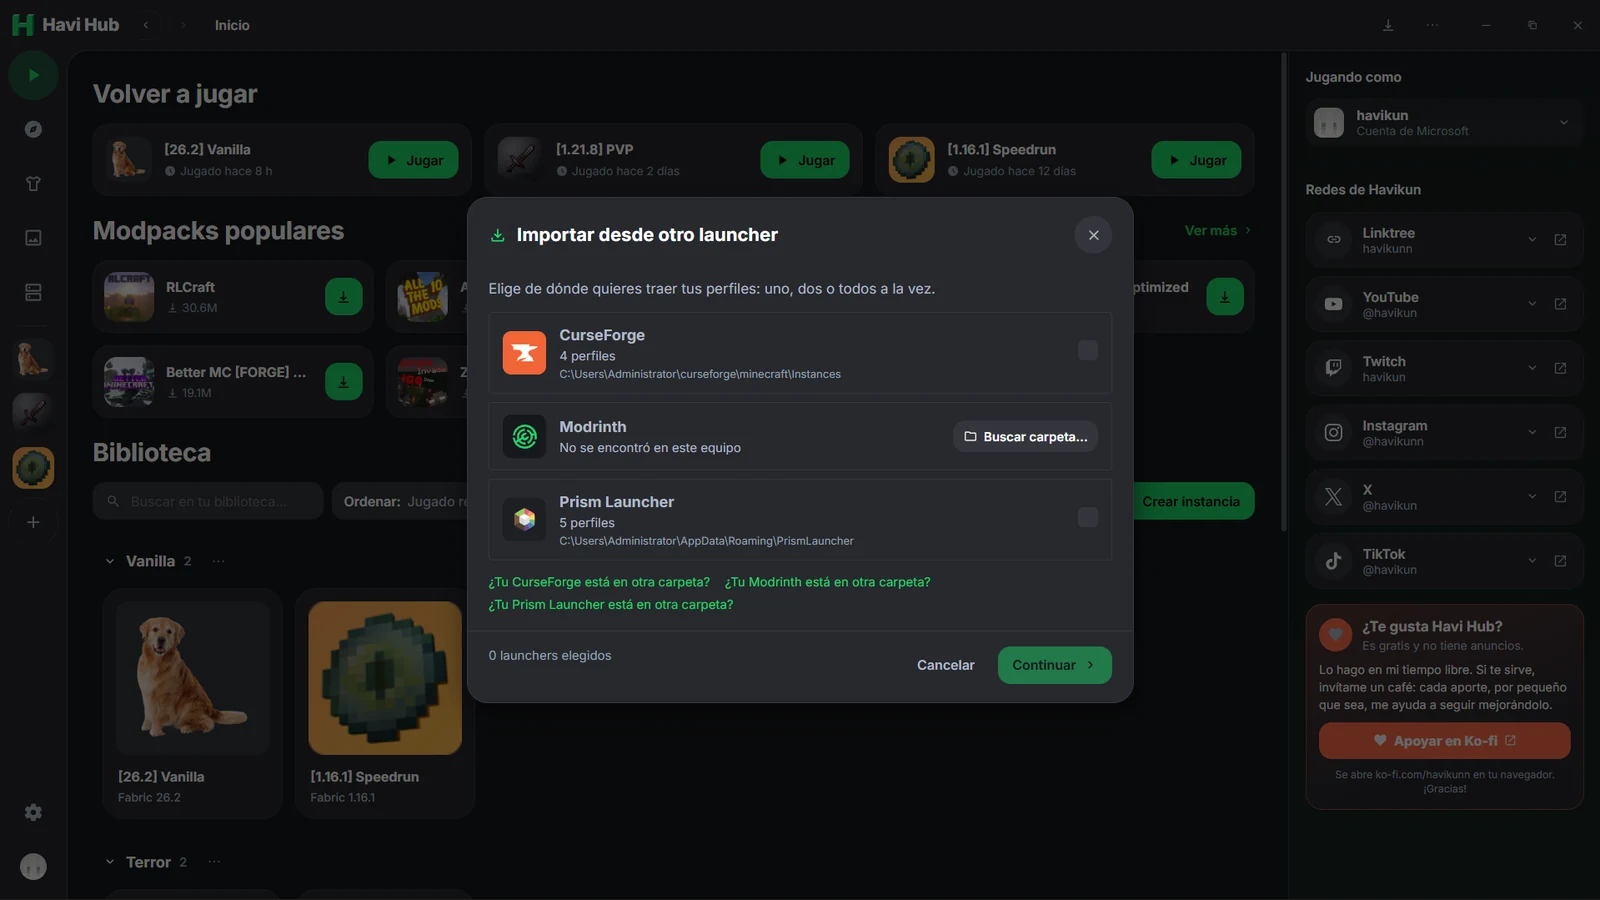 Havi Hub
Inicio
Volver a jugar
[26.2] Vanilla
Jugado hace 8 h
Jugar
[1.21.8] PVP
Jugado hace 2 días
Jugar
[1.16.1] Speedrun
Jugado hace 12 días
Jugar
Modpacks populares
Ver más
RLCraft
30.6M
ALL THE MODS 10
A
ptimized
Better MC [FORGE] ...
19.1M
Z
Biblioteca
Buscar en tu biblioteca...
Ordenar: Jugado re
Crear instancia
Vanilla 2
[26.2] Vanilla
Fabric 26.2
[1.16.1] Speedrun
Fabric 1.16.1
Terror 2
Importar desde otro launcher
Elige de dónde quieres traer tus perfiles: uno, dos o todos a la vez.
CurseForge
4 perfiles
C:\Users\Administrator\curseforge\minecraft\Instances
Modrinth
No se encontró en este equipo
Buscar carpeta...
Prism Launcher
5 perfiles
C:\Users\Administrator\AppData\Roaming\PrismLauncher
¿Tu CurseForge está en otra carpeta? ¿Tu Modrinth está en otra carpeta?
¿Tu Prism Launcher está en otra carpeta?
0 launchers elegidos
Cancelar
Continuar
Jugando como
havikun
Cuenta de Microsoft
Redes de Havikun
Linktree
havikunn
YouTube
@havikun
Twitch
havikun
Instagram
@havikunn
X
@havikun
TikTok
@havikun
¿Te gusta Havi Hub?
Es gratis y no tiene anuncios.
Lo hago en mi tiempo libre. Si te sirve,
invítame un café: cada aporte, por pequeño
que sea, me ayuda a seguir mejorándolo.
Apoyar en Ko-fi
Se abre ko-fi.com/havikunn en tu navegador.
¡Gracias!